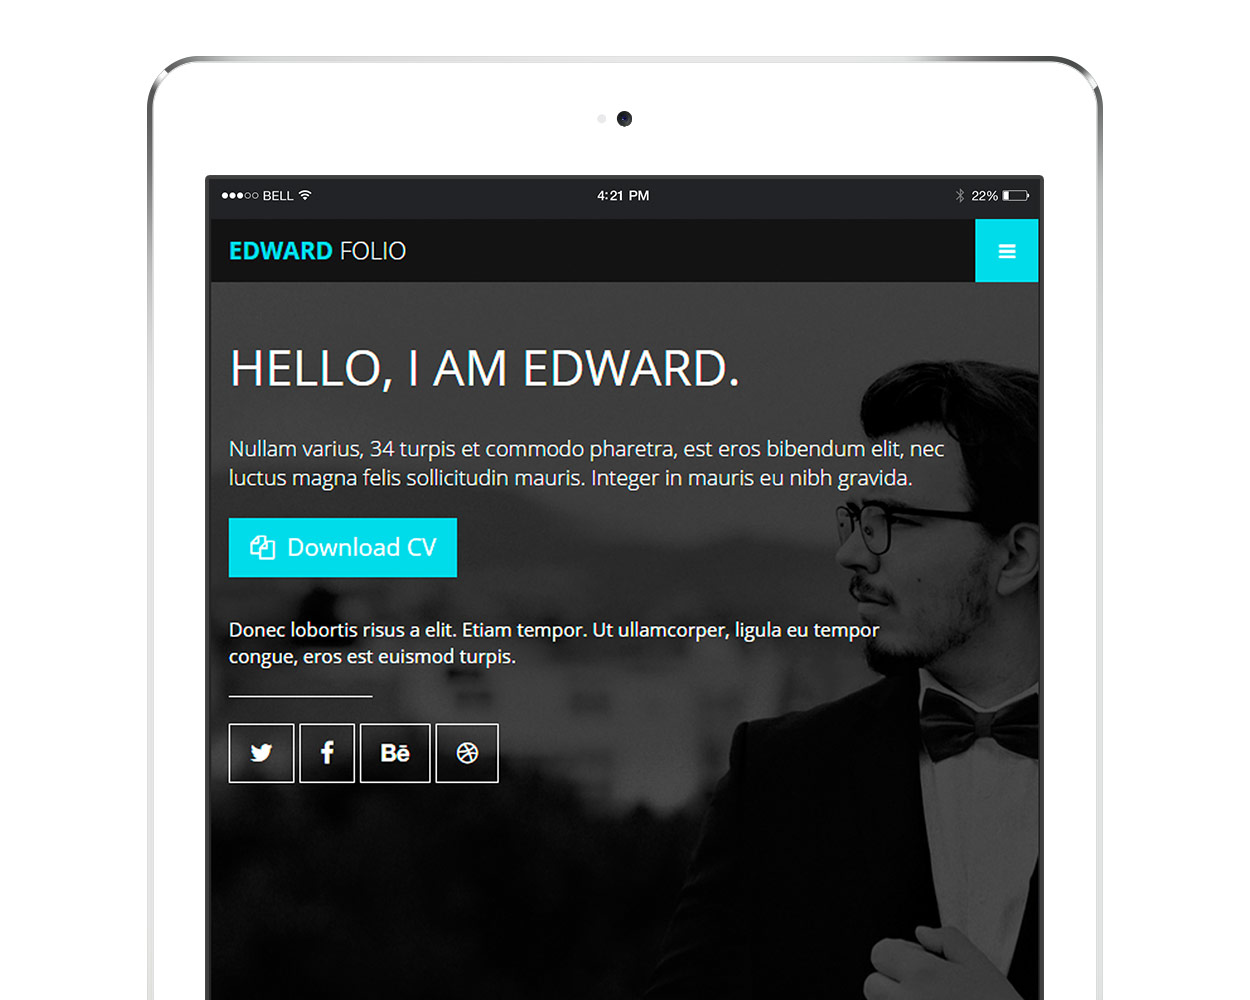 BELL
4:21 PM
22%
EDWARD FOLIO
HELLO, I AM EDWARD.
Nullam varius, 34 turpis et commodo pharetra, est eros bibendum elit, nec
luctus magna felis sollicitudin mauris. Integer in mauris eu nibh gravida.
Download CV
Donec lobortis risus a elit. Etiam tempor. Ut ullamcorper, ligula eu tempor
congue, eros est euismod turpis.
Bē